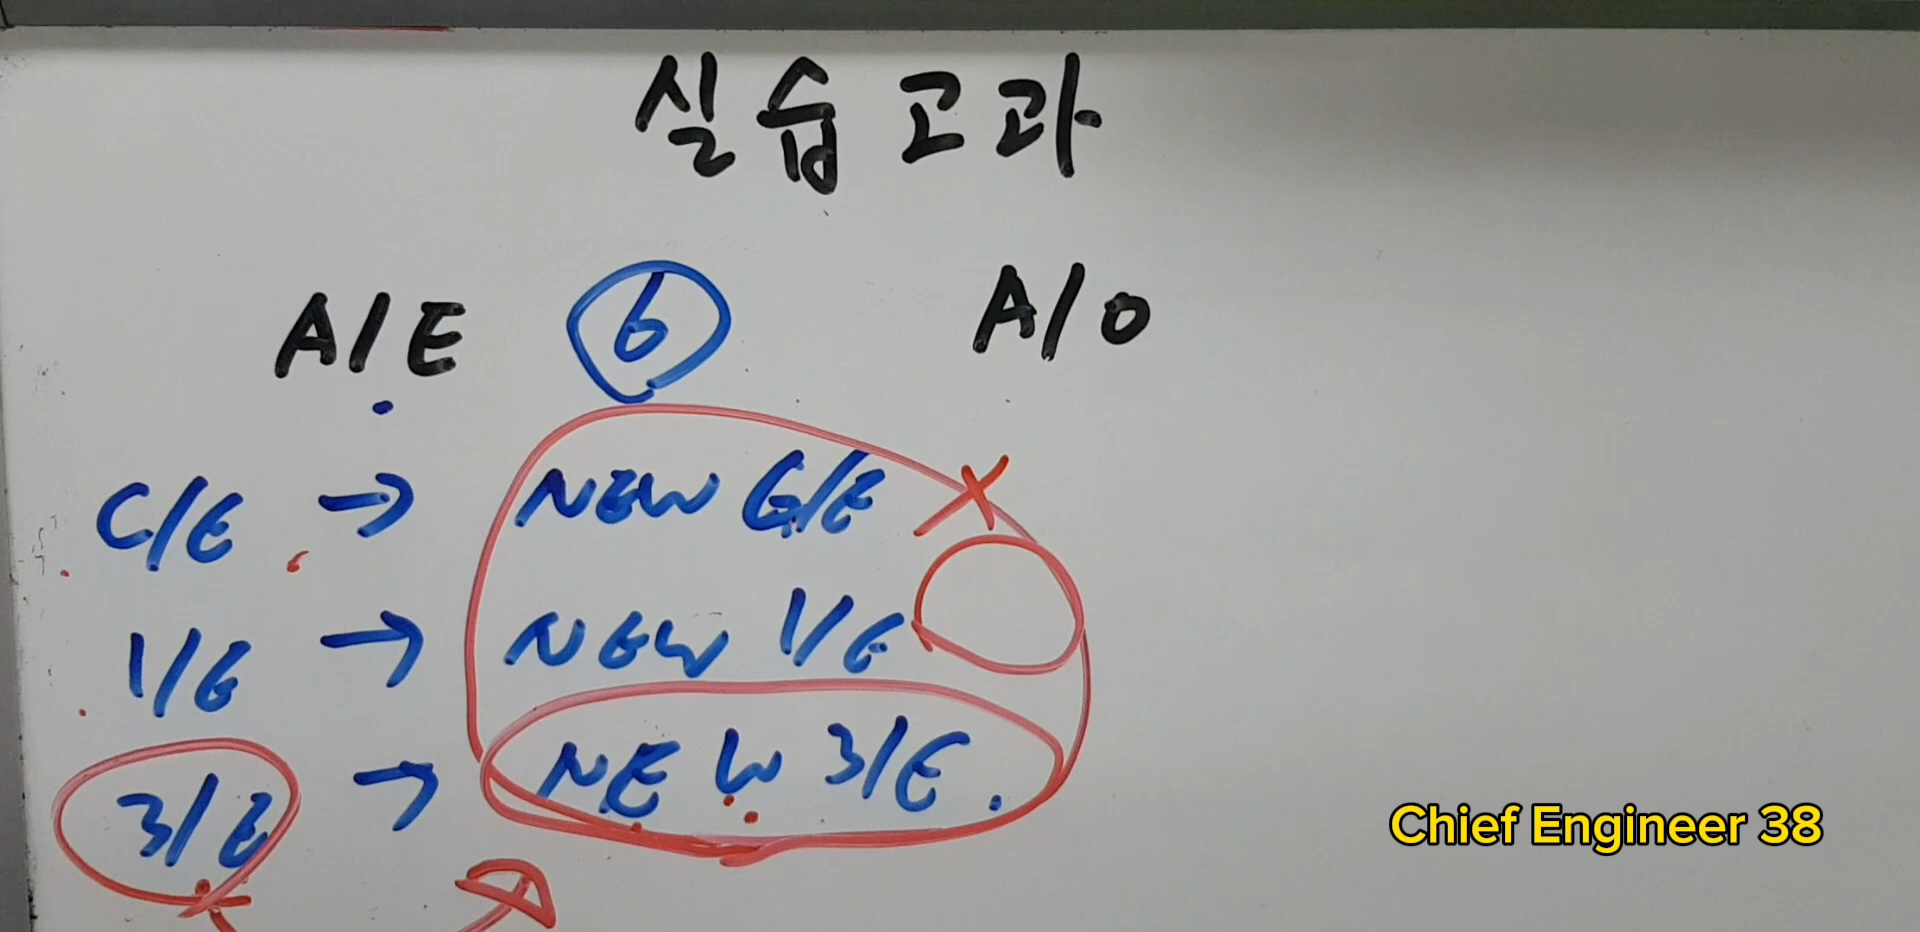 실습 고과
A/E 6 A/O
C/E → NEW C/E X
1/E → NEW 1/E
3/E → NEW 3/E.
Chief Engineer 38